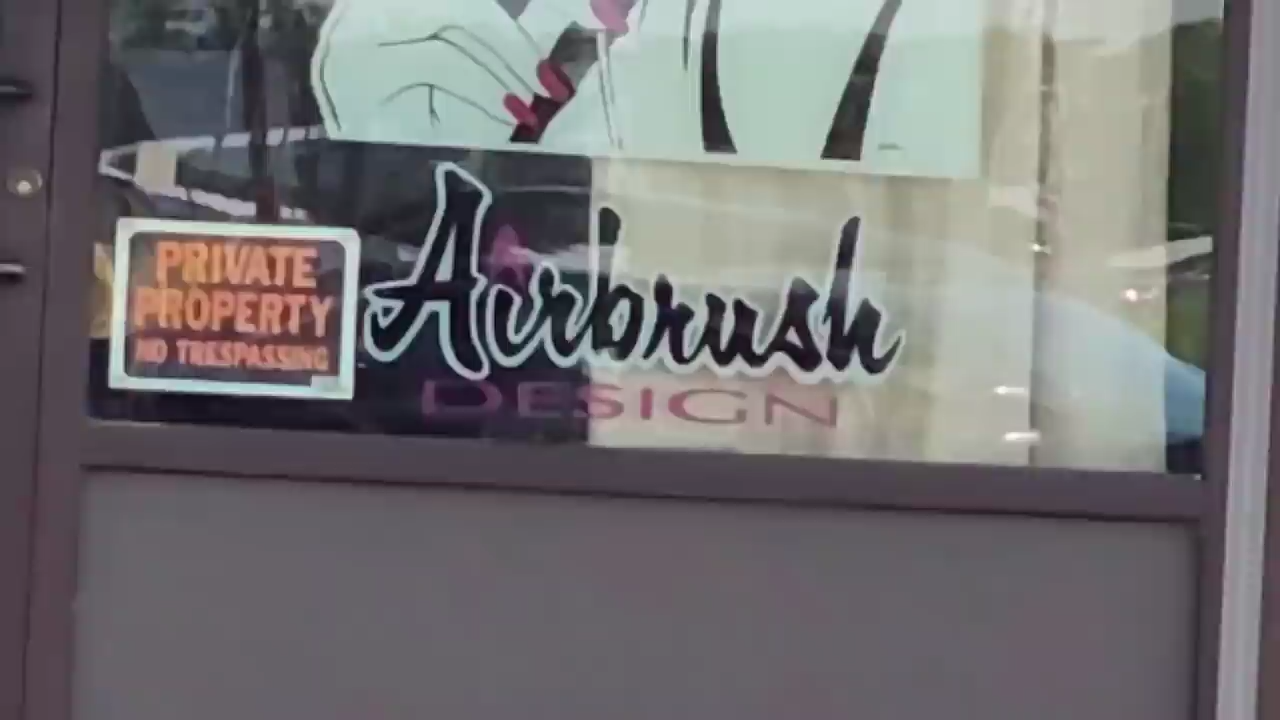 PRIVATE
PROPERTY
NO TRESPASSING
Airbrush
DESIGN